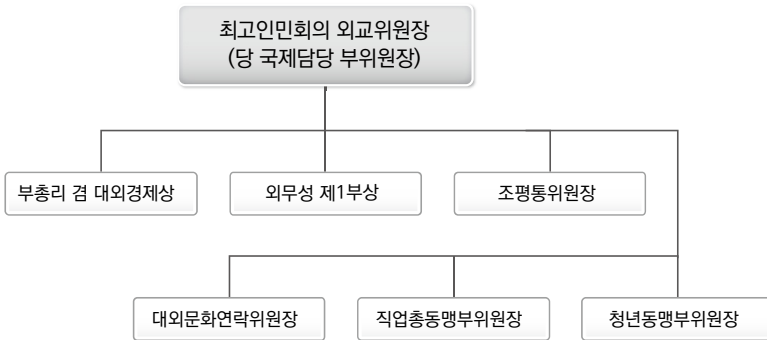 최고인민회의 외교위원장
(당 국제담당 부위원장)
부총리 겸 대외경제상
외무성 제1부상
조평통위원장
대외문화연락위원장
직업총동맹부위원장
청년동맹부위원장